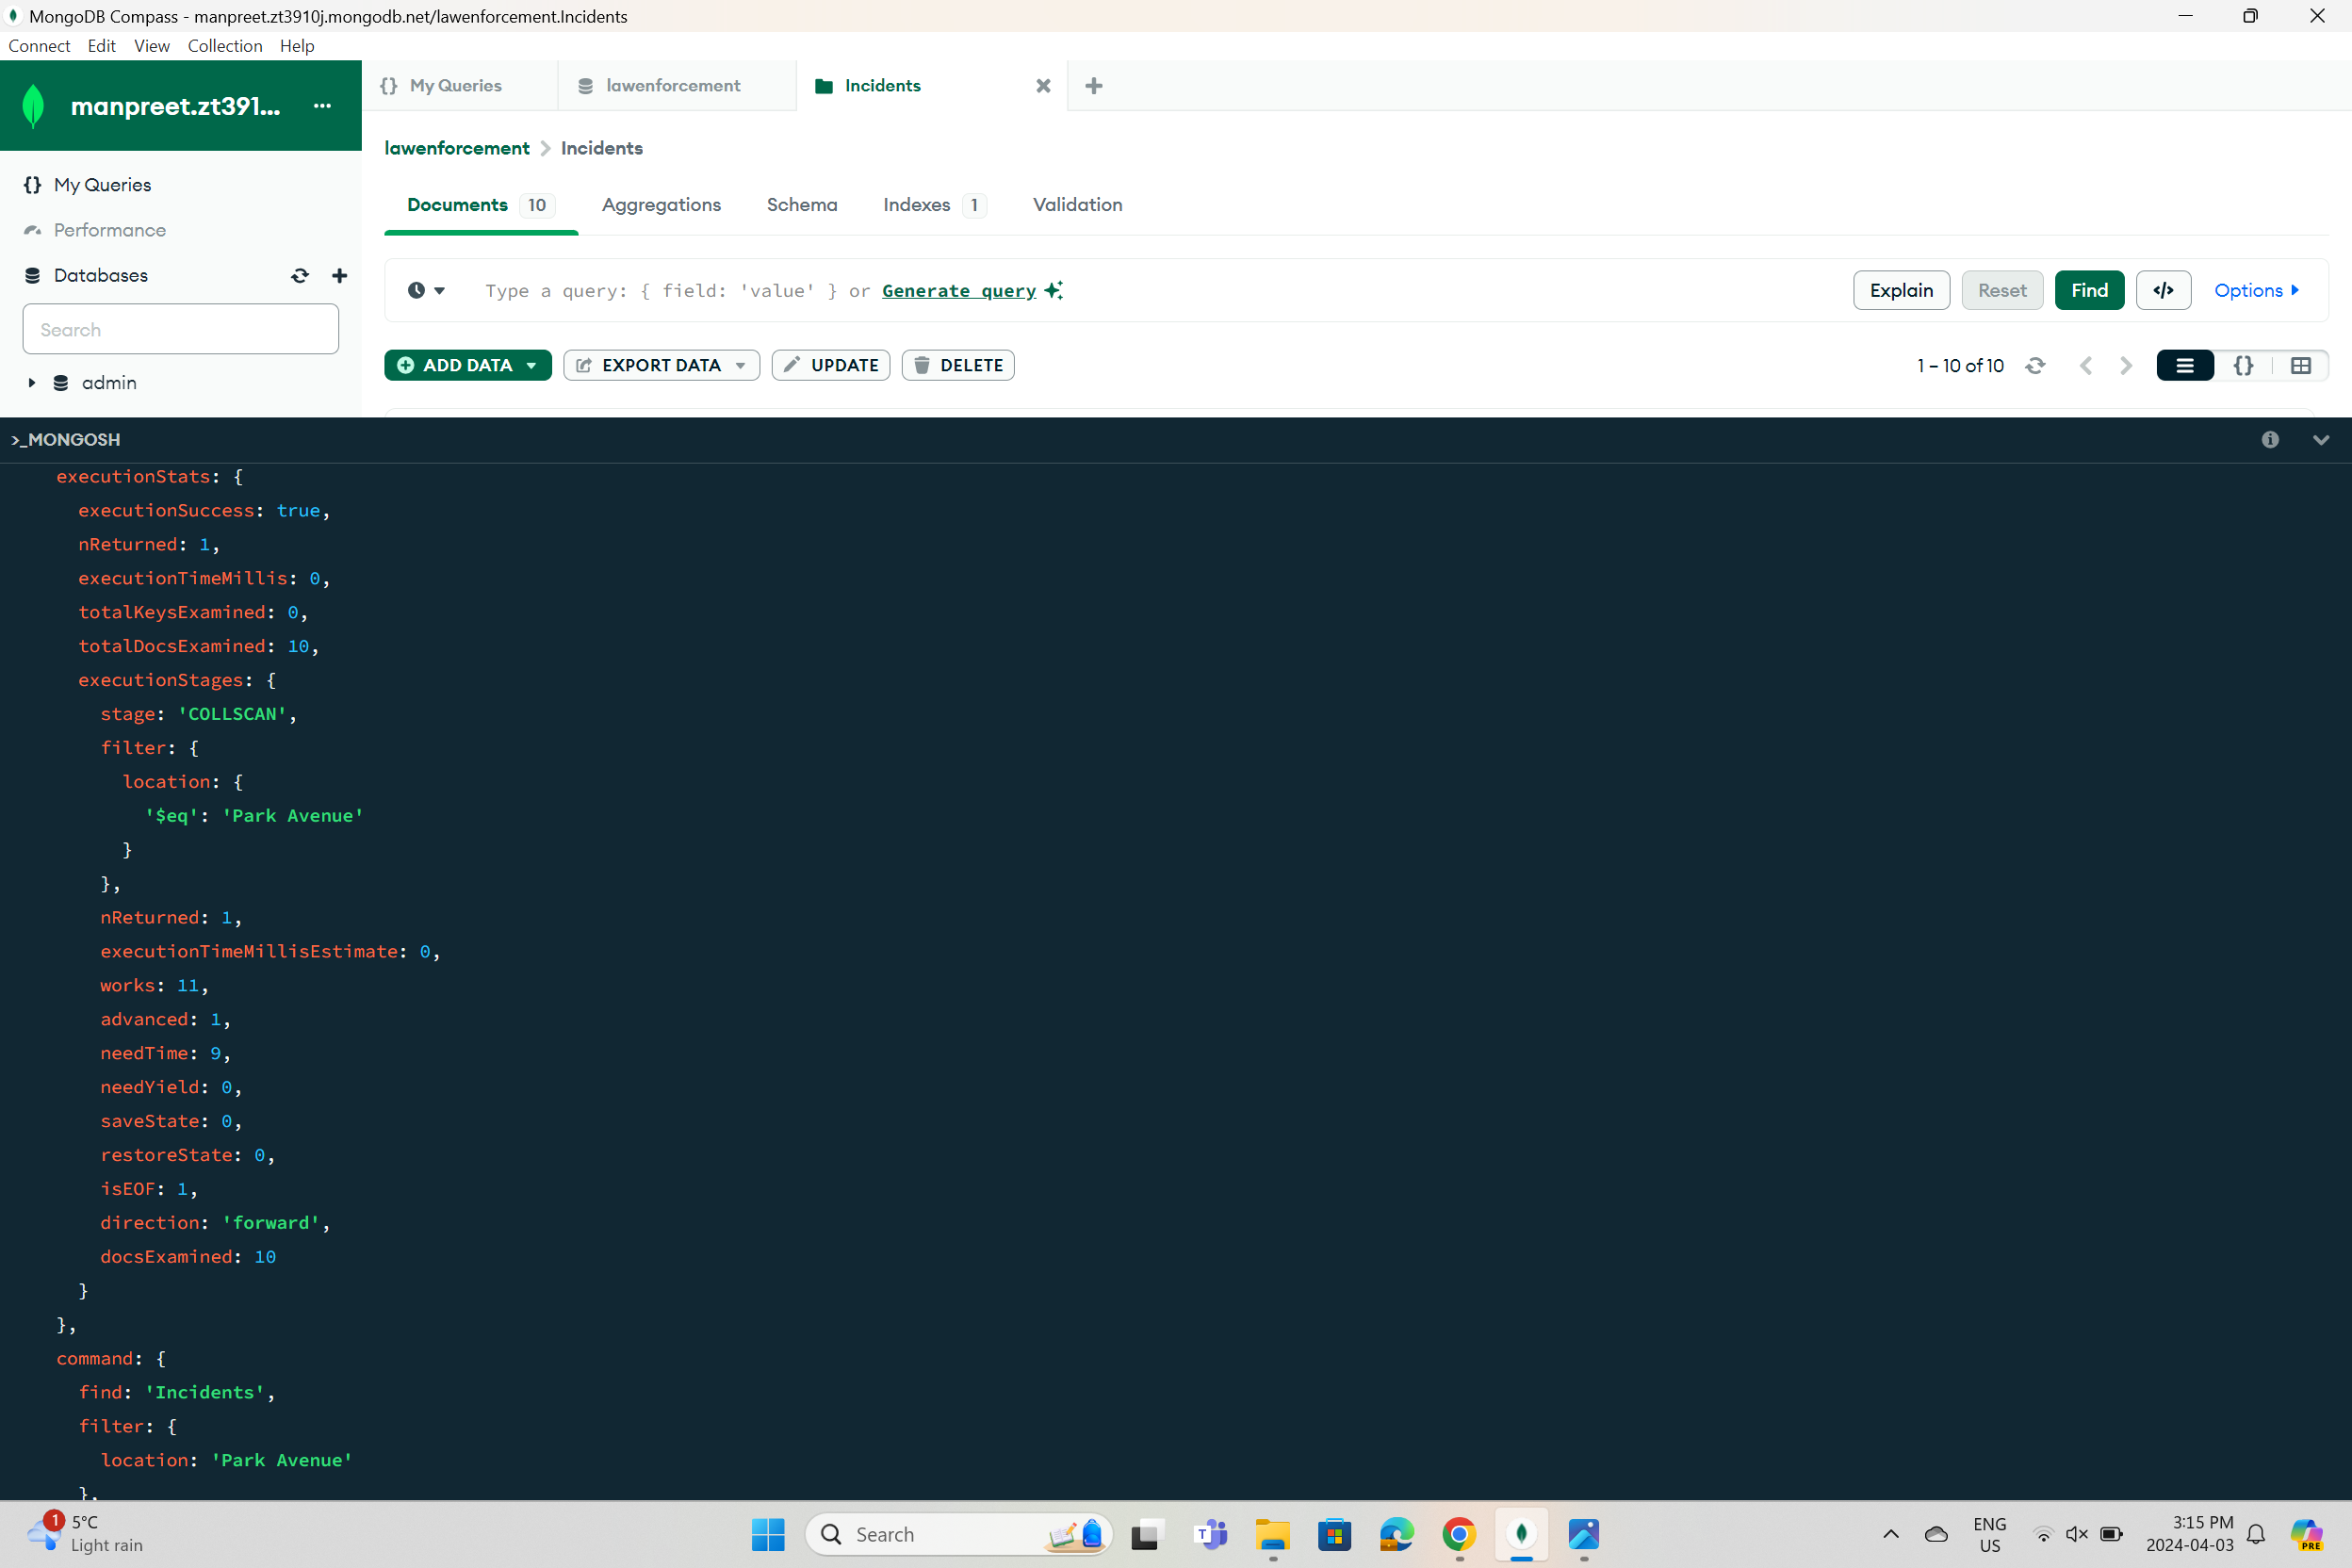 MongoDB Compass - manpreet.zt3910j.mongodb.net/lawenforcement.Incidents
Connect Edit View Collection Help
manpreet.zt391... ...
{} My Queries
lawenforcement
Incidents
lawenforcement > Incidents
My Queries
Performance
Databases
Search
admin
Documents 10 Aggregations Schema Indexes 1 Validation
Type a query: { field: 'value' } or Generate query
Explain Reset Find </> Options
ADD DATA EXPORT DATA UPDATE DELETE
1 – 10 of 10
{}
>_MONGOSH
executionStats: {
executionSuccess: true,
nReturned: 1,
executionTimeMillis: 0,
totalKeysExamined: 0,
totalDocsExamined: 10,
executionStages: {
stage: 'COLLSCAN',
filter: {
location: {
'$eq': 'Park Avenue'
}
},
nReturned: 1,
executionTimeMillisEstimate: 0,
works: 11,
advanced: 1,
needTime: 9,
needYield: 0,
saveState: 0,
restoreState: 0,
isEOF: 1,
direction: 'forward',
docsExamined: 10
}
},
command: {
find: 'Incidents',
filter: {
location: 'Park Avenue'
},
1
5°C
Light rain
Search
T
ENG
US
3:15 PM
2024-04-03
PRE